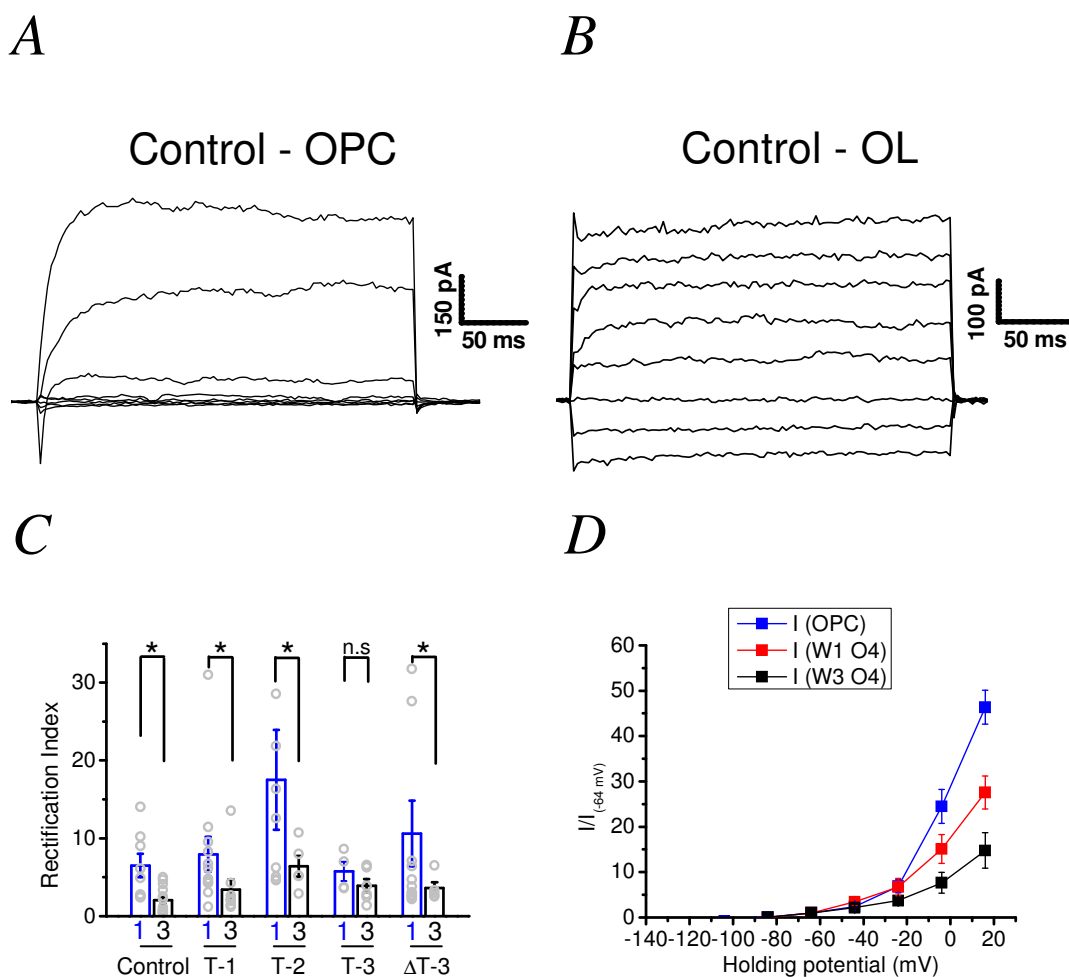 A
B
Control - OPC
Control - OL
150 pA
50 ms
100 pA
50 ms
C
D
Rectification Index
30
20
10
0
*
*
*
n.s
*
1 3 1 3 1 3 1 3 1 3
Control T-1 T-2 T-3 ΔT-3
I (OPC)
I (W1 O4)
I (W3 O4)
I/I(-64 mV)
60
50
40
30
20
10
0
-140 -120 -100 -80 -60 -40 -20 0 20
Holding potential (mV)